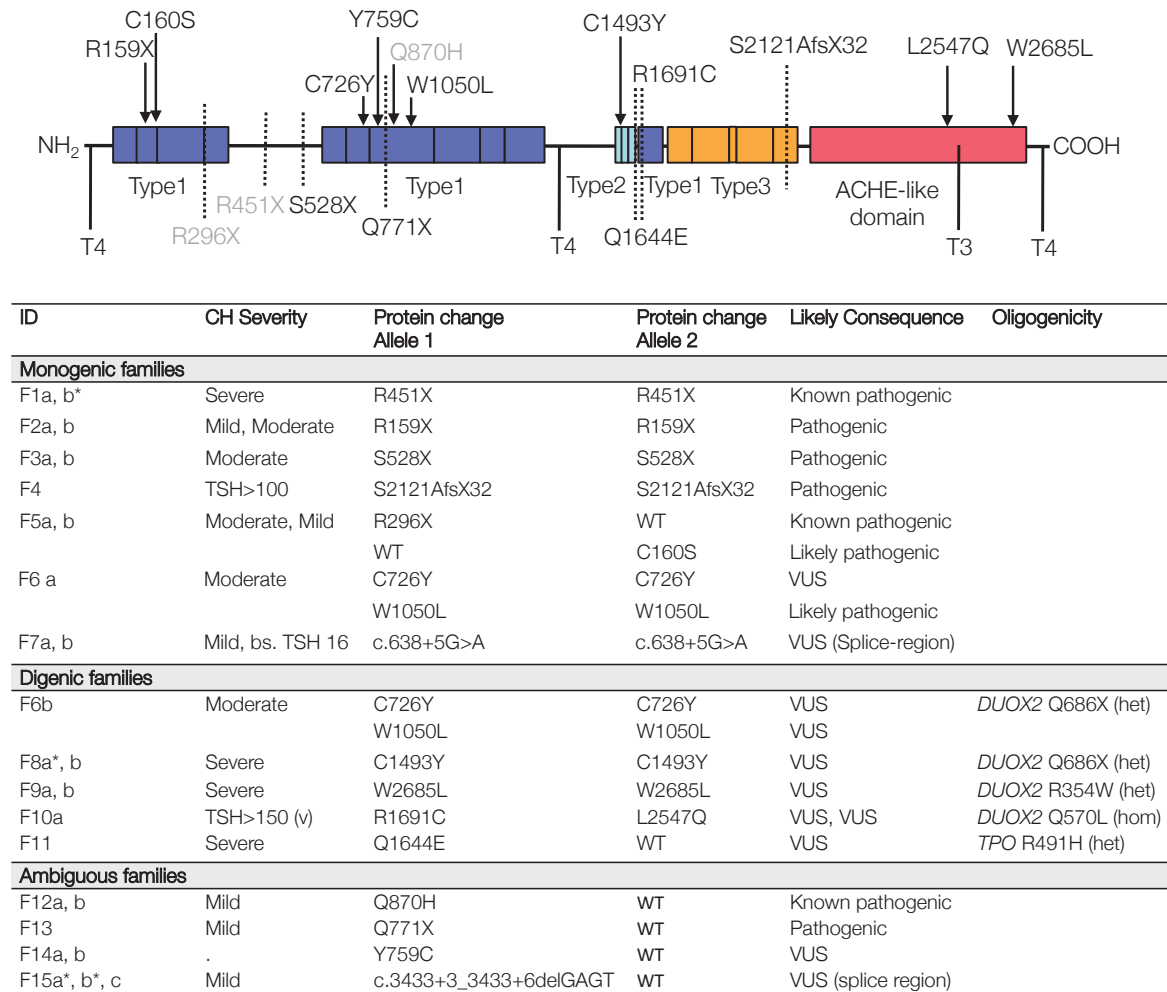 C160S
Y759C
C1493Y
R159X
Q870H
S2121AfsX32
L2547Q
W2685L
R1691C
C726Y
W1050L
NH2
COOH
Type1
Type1
Type2
Type1
Type3
ACHE-like
domain
R451X
S528X
R296X
Q771X
Q1644E
T4
T4
T3
T4
ID CH Severity Protein change Allele 1 Protein change Allele 2 Likely Consequence Oligogenicity
Monogenic families
F1a, b* Severe R451X R451X Known pathogenic
F2a, b Mild, Moderate R159X R159X Pathogenic
F3a, b Moderate S528X S528X Pathogenic
F4 TSH>100 S2121AfsX32 S2121AfsX32 Pathogenic
F5a, b Moderate, Mild R296X WT Known pathogenic
WT C160S Likely pathogenic
F6 a Moderate C726Y C726Y VUS
W1050L W1050L Likely pathogenic
F7a, b Mild, bs. TSH 16 c.638+5G>A c.638+5G>A VUS (Splice-region)
Digenic families
F6b Moderate C726Y C726Y VUS DUOX2 Q686X (het)
W1050L W1050L VUS
F8a*, b Severe C1493Y C1493Y VUS DUOX2 Q686X (het)
F9a, b Severe W2685L W2685L VUS DUOX2 R354W (het)
F10a TSH>150 (v) R1691C L2547Q VUS, VUS DUOX2 Q570L (hom)
F11 Severe Q1644E WT VUS TPO R491H (het)
Ambiguous families
F12a, b Mild Q870H WT Known pathogenic
F13 Mild Q771X WT Pathogenic
F14a, b . Y759C WT VUS
F15a*, b*, c Mild c.3433+3_3433+6delGAGT WT VUS (splice region)